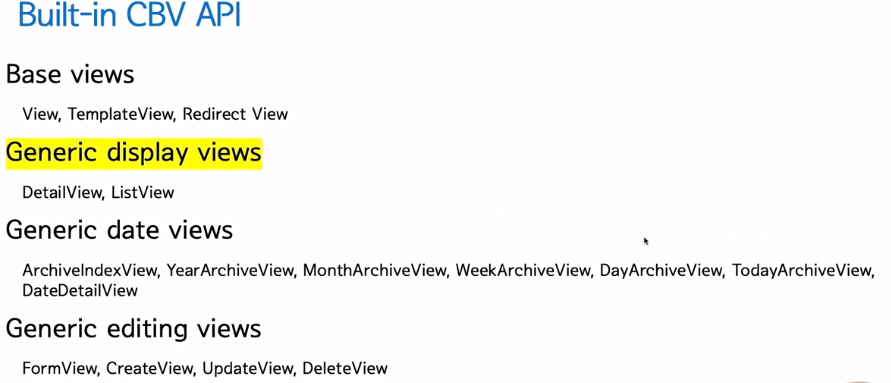 Built-in CBV API
Base views
View, TemplateView, Redirect View
Generic display views
DetailView, ListView
Generic date views
ArchiveIndexView, YearArchiveView, MonthArchiveView, WeekArchiveView, DayArchiveView, TodayArchiveView,
DateDetailView
Generic editing views
FormView, CreateView, UpdateView, DeleteView